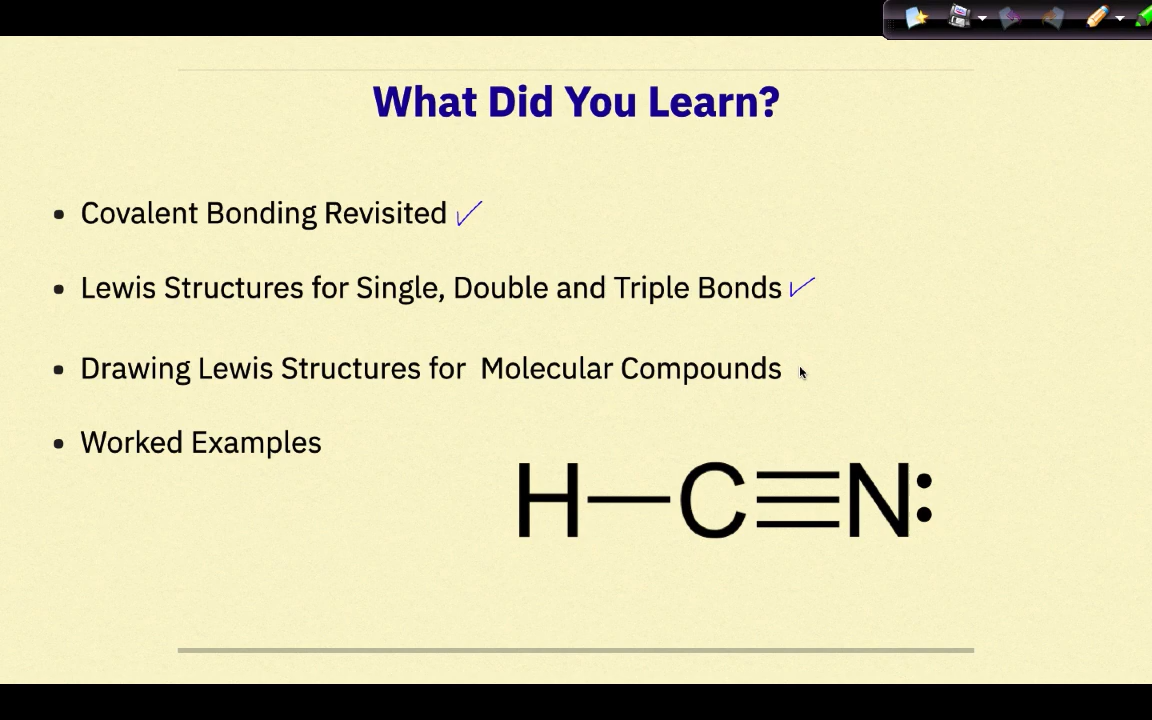 What Did You Learn?
• Covalent Bonding Revisited ✓
• Lewis Structures for Single, Double and Triple Bonds ✓
• Drawing Lewis Structures for  Molecular Compounds
• Worked Examples
H—C≡N: